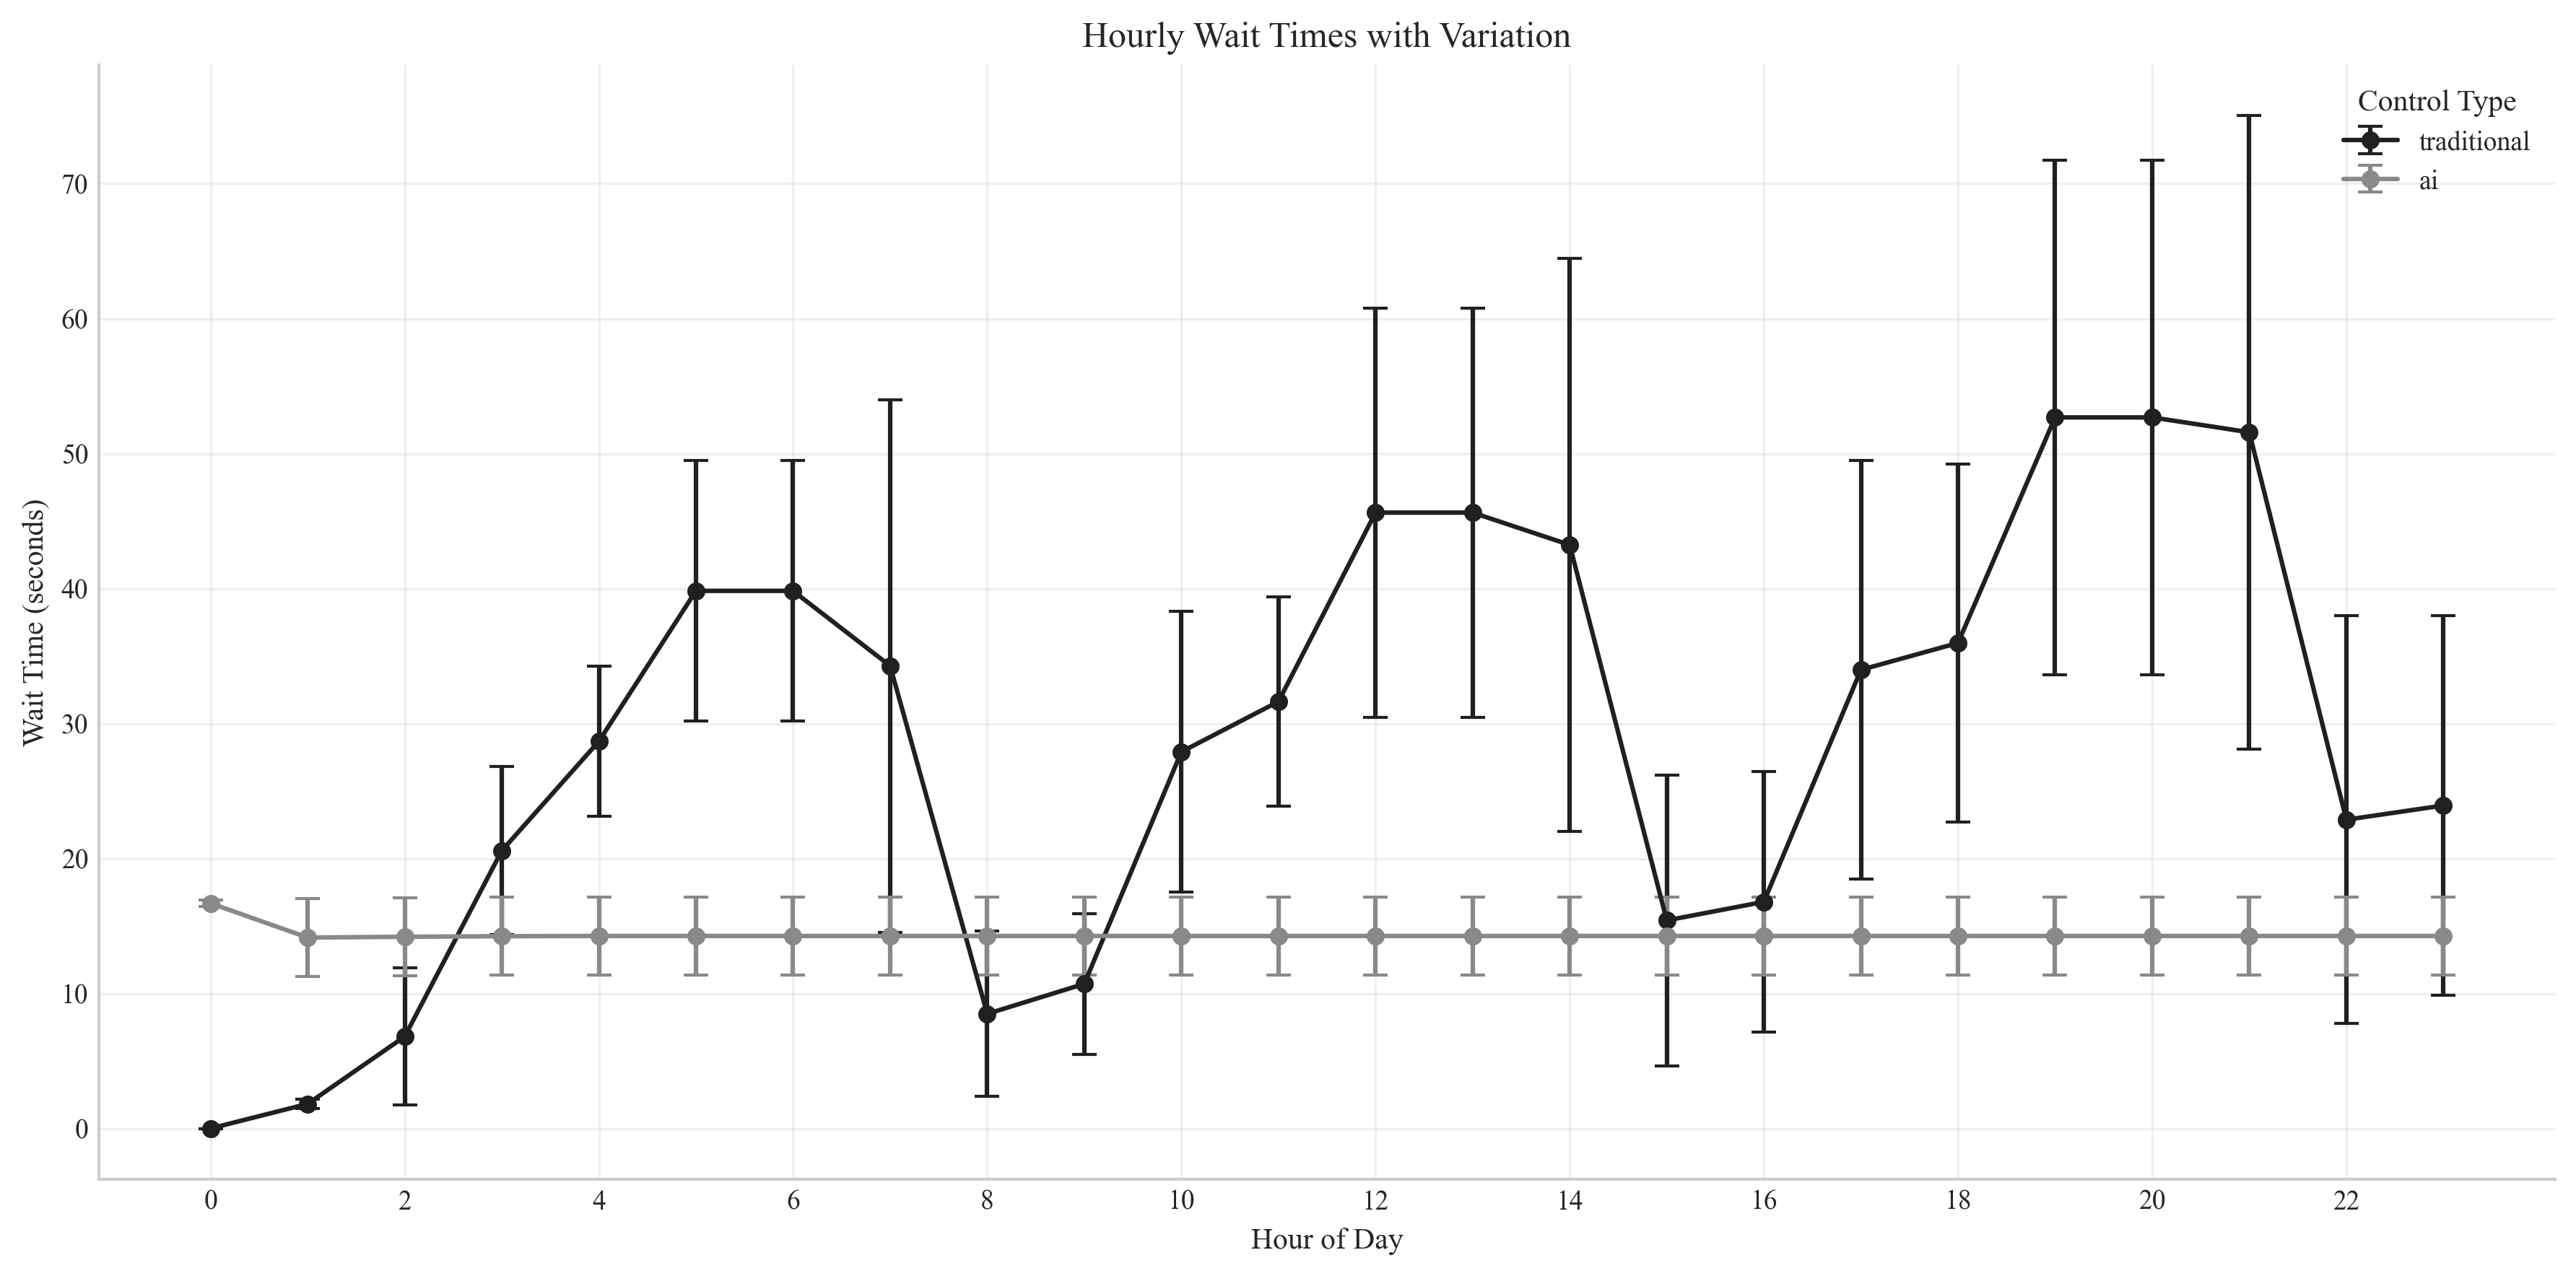 Hourly Wait Times with Variation
Control Type
traditional
ai
70
60
50
40
30
20
10
0
Wait Time (seconds)
0 2 4 6 8 10 12 14 16 18 20 22
Hour of Day